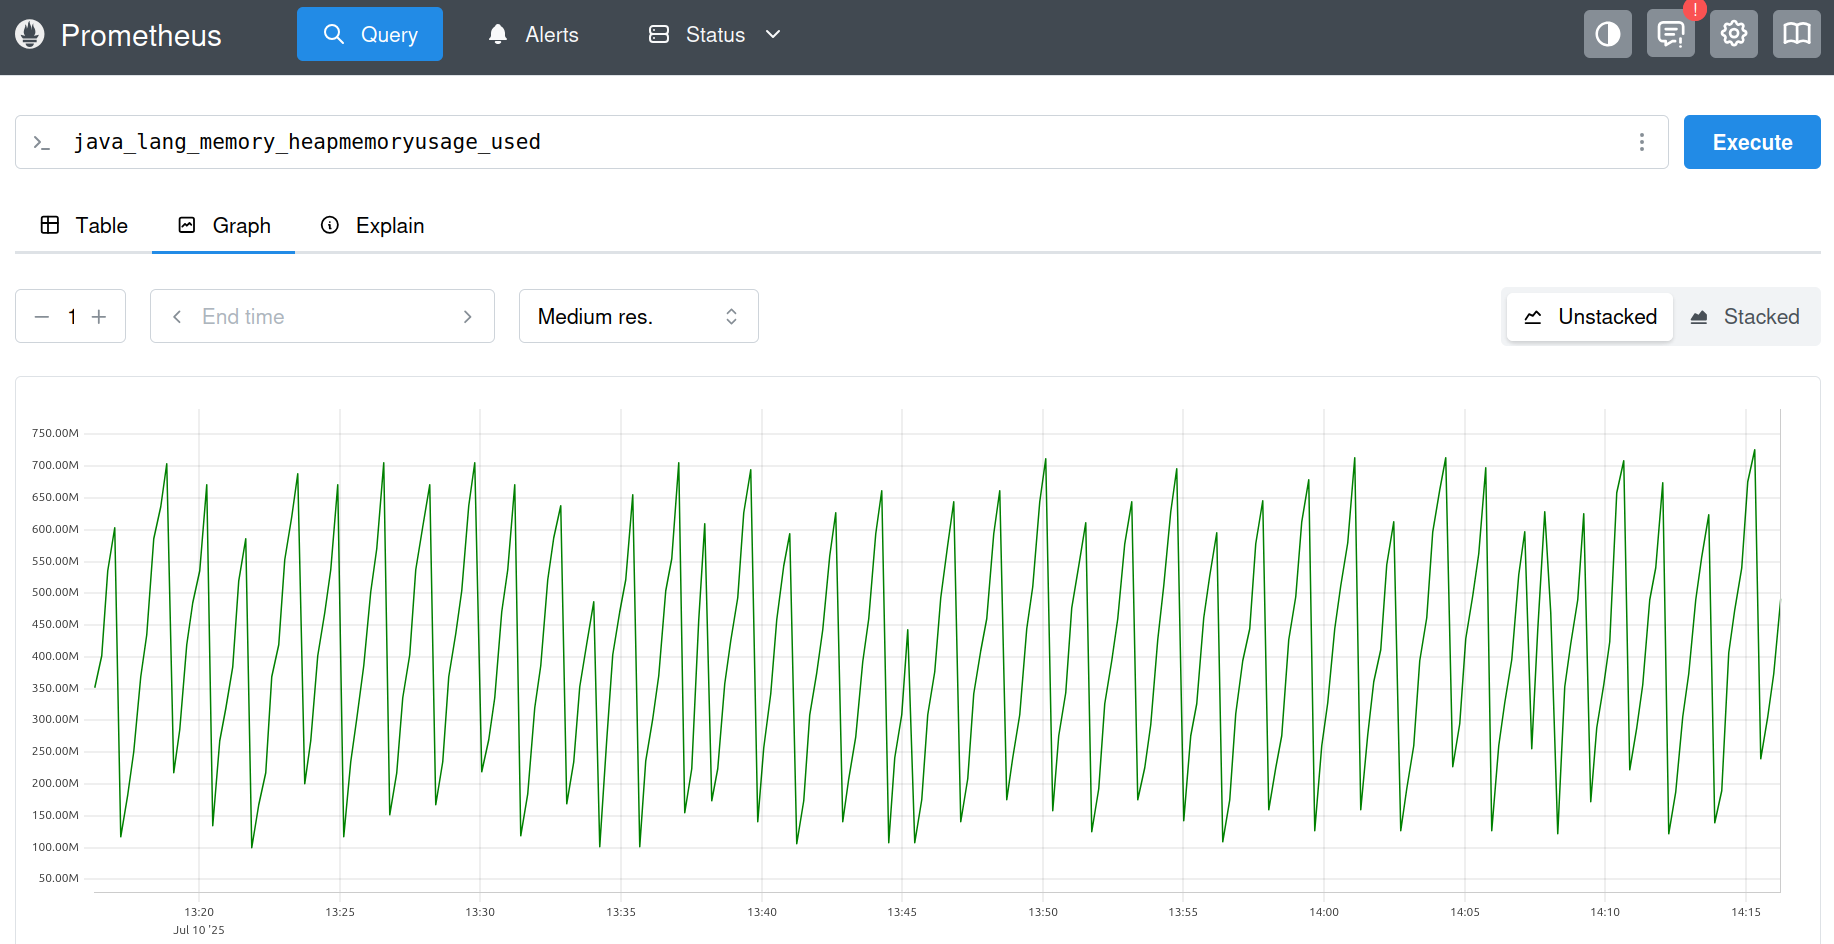 Prometheus Query Alerts Status !
java_lang_memory_heapmemoryusage_used Execute
Table Graph Explain
1 End time Medium res. Unstacked Stacked
750.00M
700.00M
650.00M
600.00M
550.00M
500.00M
450.00M
400.00M
350.00M
300.00M
250.00M
200.00M
150.00M
100.00M
50.00M
13:20 13:25 13:30 13:35 13:40 13:45 13:50 13:55 14:00 14:05 14:10 14:15
Jul 10 '25